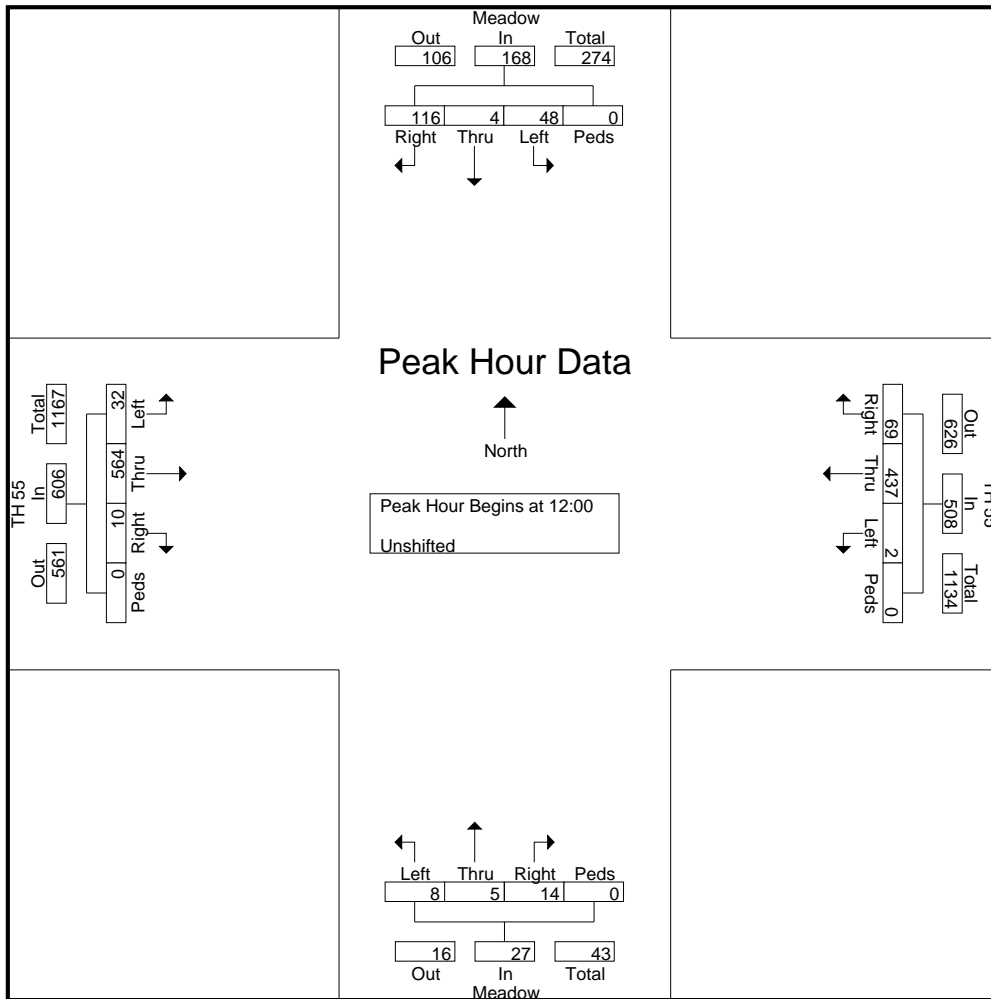 Meadow
Out In Total
106 168 274
116 4 48 0
Right Thru Left Peds
Peak Hour Data
North
Peak Hour Begins at 12:00
Unshifted
TH 55
Total In Out
1167 606 561
32 564 10 0
Left Thru Right Peds
Right Thru Left Peds
69 437 2 0
626 508 1134
Out In Total
TH 55
Left Thru Right Peds
8 5 14 0
16 27 43
Out In Total
Meadow